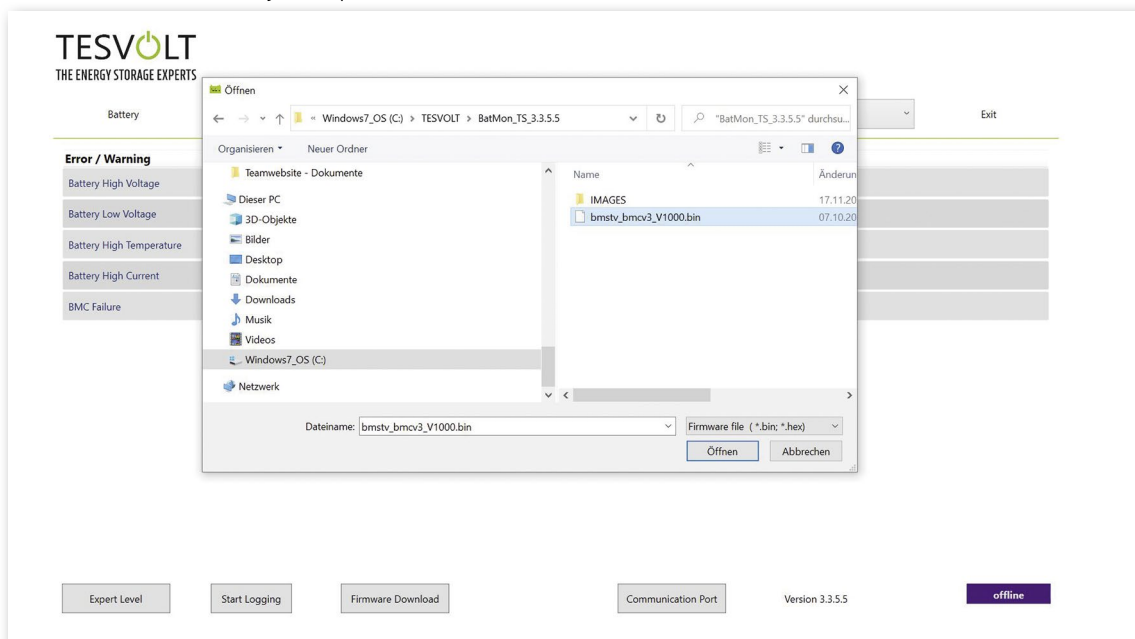 TESVOLT
THE ENERGY STORAGE EXPERTS
Battery
Exit
Error / Warning
Battery High Voltage
Battery Low Voltage
Battery High Temperature
Battery High Current
BMC Failure
Öffnen
« Windows7_OS (C:) > TESVOLT > BatMon_TS_3.3.5.5
"BatMon_TS_3.3.5.5" durchsu...
Organisieren
Neuer Ordner
Teamwebsite - Dokumente
Dieser PC
3D-Objekte
Bilder
Desktop
Dokumente
Downloads
Musik
Videos
Windows7_OS (C:)
Netzwerk
Name
Änderun
IMAGES
17.11.20
bmstv_bmcv3_V1000.bin
07.10.20
Dateiname:
bmstv_bmcv3_V1000.bin
Firmware file ( *.bin; *.hex)
Öffnen
Abbrechen
Expert Level
Start Logging
Firmware Download
Communication Port
Version 3.3.5.5
offline